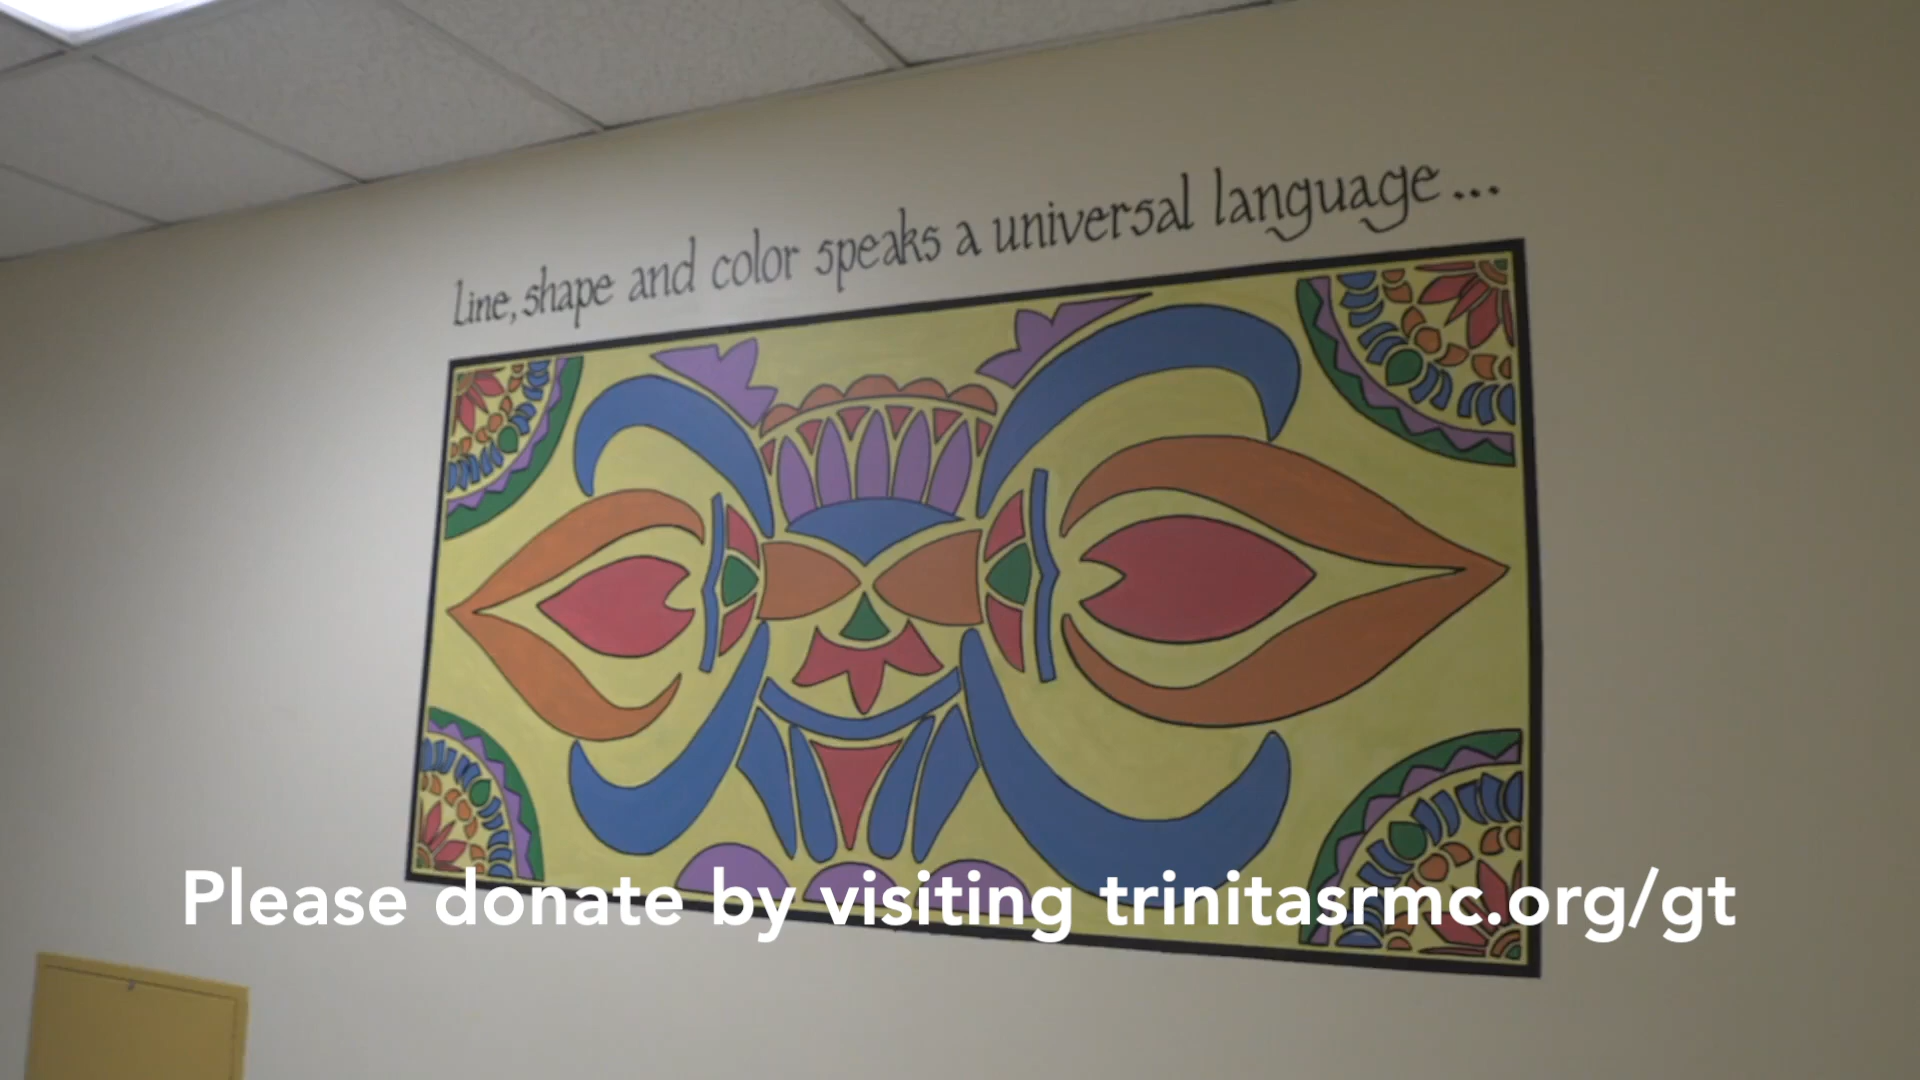 Line, shape and color speaks a universal language...
Please donate by visiting trinitasrmc.org/gt